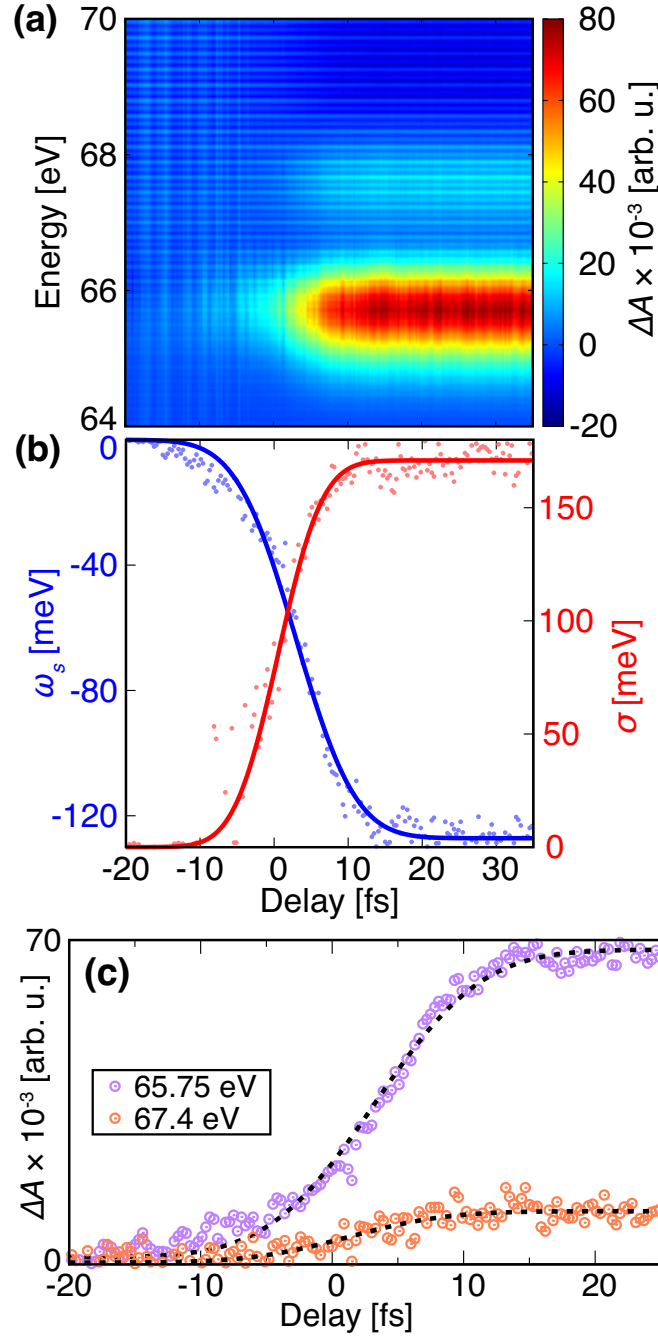 (a)
70
68
66
64
Energy [eV]
80
60
40
20
0
-20
ΔA × 10⁻³ [arb. u.]
(b)
0
-40
-80
-120
ωₛ [meV]
150
100
50
0
σ [meV]
-20 -10 0 10 20 30
Delay [fs]
(c)
70
0
ΔA × 10⁻³ [arb. u.]
65.75 eV
67.4 eV
-20 -10 0 10 20
Delay [fs]